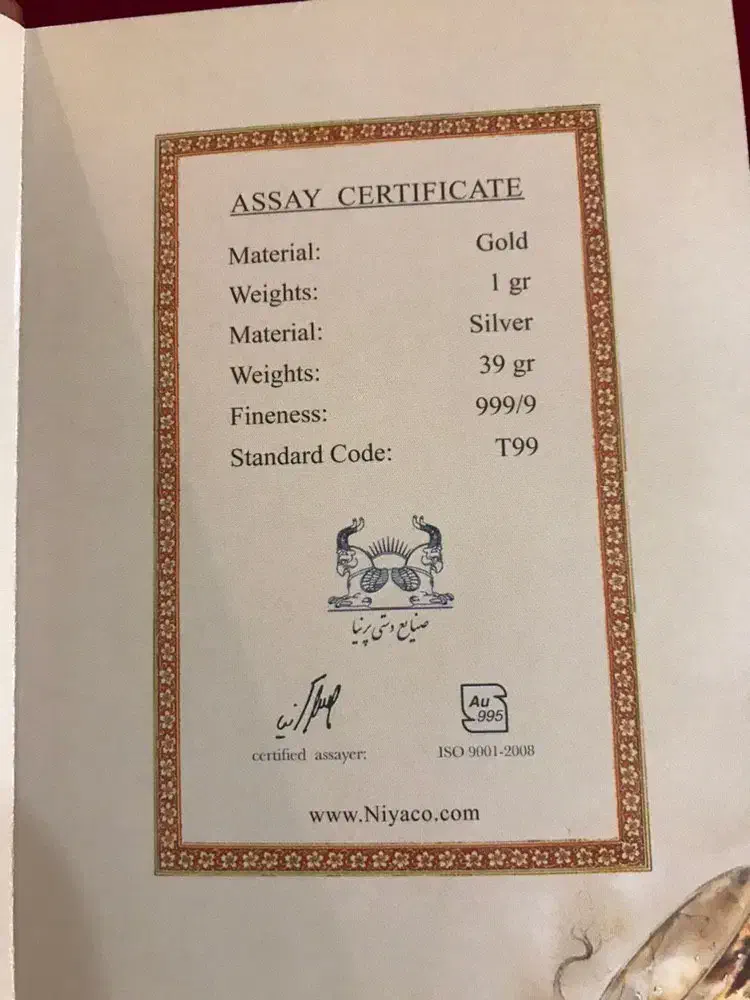 ASSAY CERTIFICATE
Material: Gold
Weights: 1 gr
Material: Silver
Weights: 39 gr
Fineness: 999/9
Standard Code: T99
صنایع دستی پرنیا
Au
995
certified assayer:
ISO 9001-2008
www.Niyaco.com